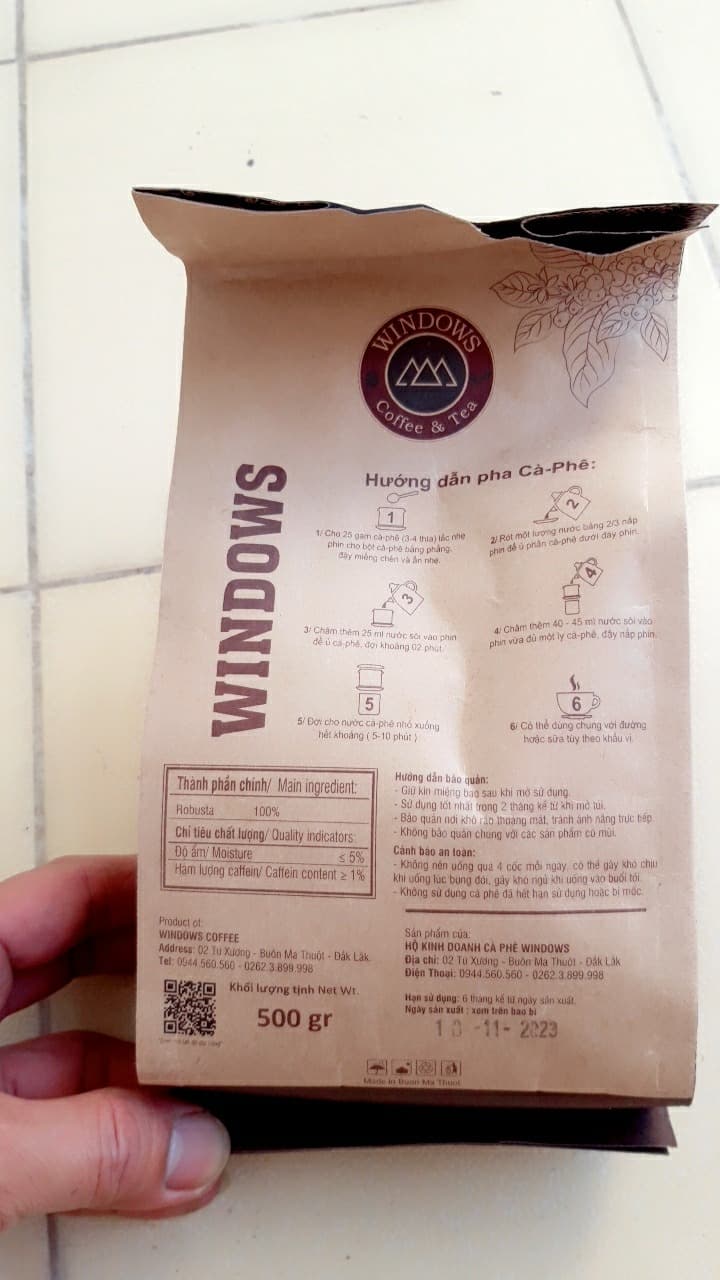 WINDOWS
Coffee & Tea
WINDOWS
Hướng dẫn pha Cà-Phê:
1
1/ Cho 25 gam cà-phê (3-4 thìa) lắc nhẹ
phin cho bột cà-phê bằng phẳng,
đậy miếng chén và ấn nhẹ.
2
2/ Rót một lượng nước bằng 2/3 nắp
phin để ủ phần cà-phê dưới đáy phin.
3
3/ Châm thêm 25 ml nước sôi vào phin
để ủ cà-phê, đợi khoảng 02 phút.
4
4/ Châm thêm 40 - 45 ml nước sôi vào
phin vừa đủ một ly cà-phê, đậy nắp phin.
5
5/ Đợi cho nước cà-phê nhỏ xuống
hết khoảng ( 5-10 phút )
6
6/ Có thể dùng chung với đường
hoặc sữa tùy theo khẩu vị.
Thành phần chính/ Main ingredient:
Robusta 100%
Chỉ tiêu chất lượng/ Quality indicators:
Độ ẩm/ Moisture ≤ 5%
Hàm lượng caffein/ Caffein content ≥ 1%
Hướng dẫn bảo quản:
- Giữ kín miệng bao sau khi mở sử dụng.
- Sử dụng tốt nhất trong 2 tháng kể từ khi mở túi.
- Bảo quản nơi khô ráo thoáng mát, tránh ánh nắng trực tiếp.
- Không bảo quản chung với các sản phẩm có mùi.
Cảnh báo an toàn:
- Không nên uống quá 4 cốc mỗi ngày, có thể gây khó chịu
khi uống lúc bụng đói, gây khó ngủ khi uống vào buổi tối.
- Không sử dụng cà phê đã hết hạn sử dụng hoặc bị mốc.
Product of:
WINDOWS COFFEE
Address: 02 Tú Xương - Buôn Ma Thuột - Đắk Lắk.
Tel: 0944.560.560 - 0262.3.899.998
Khối lượng tịnh Net Wt.
500 gr
Sản phẩm của:
HỘ KINH DOANH CÀ PHÊ WINDOWS
Địa chỉ: 02 Tú Xương - Buôn Ma Thuột - Đắk Lắk
Điện Thoại: 0944.560.560 - 0262.3.899.998
Hạn sử dụng: 6 tháng kể từ ngày sản xuất.
Ngày sản xuất : xem trên bao bì
-11- 2023
Made in Buon Ma Thuot